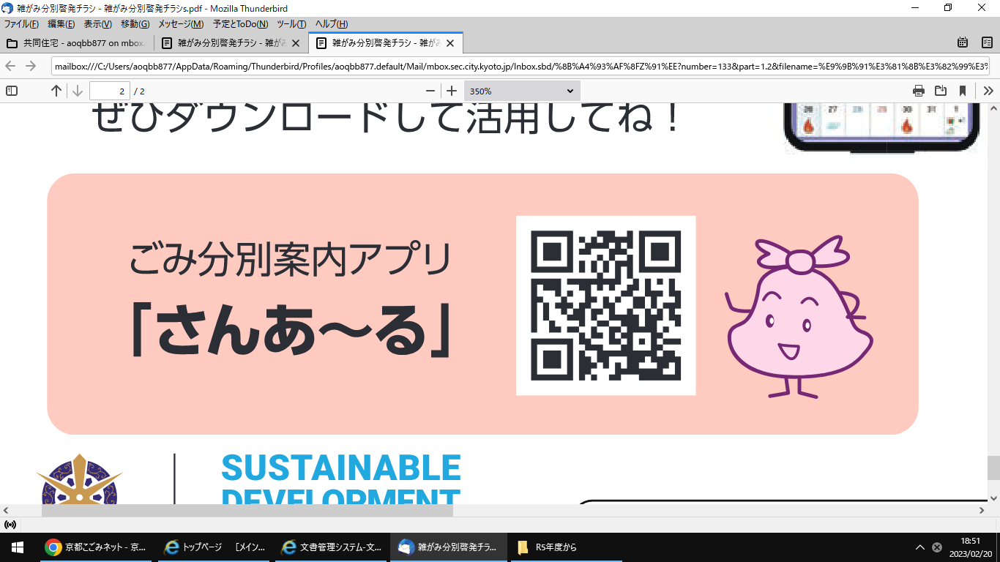 雑がみ分別啓発チラシ - 雑がみ分別啓発チラシs.pdf - Mozilla Thunderbird
ファイル(F) 編集(E) 表示(V) 移動(G) メッセージ(M) 予定とToDo(N) ツール(T) ヘルプ(H)
共同住宅 - aoqbb877 on mbox.
雑がみ分別啓発チラシ - 雑がみ
雑がみ分別啓発チラシ - 雑がみ
mailbox:///C:/Users/aoqbb877/AppData/Roaming/Thunderbird/Profiles/aoqbb877.default/Mail/mbox.sec.city.kyoto.jp/Inbox.sbd/%8B%A4%93%AF%8FZ%91%EE?number=133&part=1.2&filename=%E9%9B%91%E3%81%8B%E3%82%99%E3%
2 / 2
350%
ぜひダウンロードして活用してね！
27 28 29 30 31 1
ごみ分別案内アプリ
「さんあ～る」
SUSTAINABLE
DEVELOPMENT
京都こごみネット - 京...
トップページ [メイン...
文書管理システム-文...
雑がみ分別啓発チラ...
R5年度から
18:51
2023/02/20